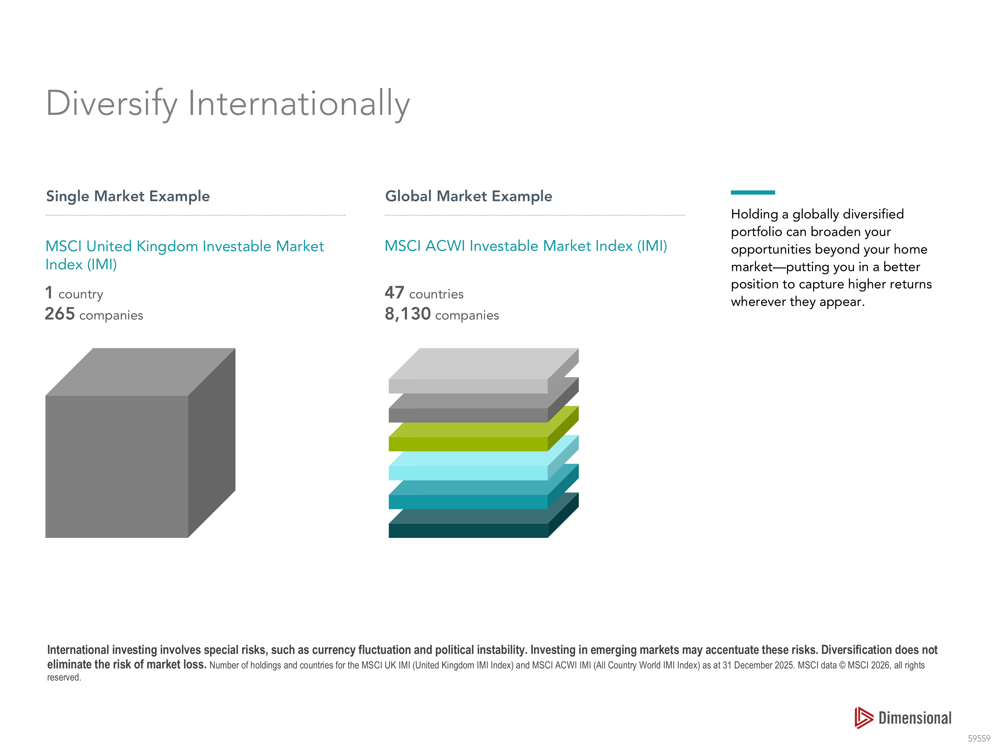 Diversify Internationally
Single Market Example
MSCI United Kingdom Investable Market
Index (IMI)
1 country
265 companies
Global Market Example
MSCI ACWI Investable Market Index (IMI)
47 countries
8,130 companies
Holding a globally diversified
portfolio can broaden your
opportunities beyond your home
market—putting you in a better
position to capture higher returns
wherever they appear.
International investing involves special risks, such as currency fluctuation and political instability. Investing in emerging markets may accentuate these risks. Diversification does not
eliminate the risk of market loss. Number of holdings and countries for the MSCI UK IMI (United Kingdom IMI Index) and MSCI ACWI IMI (All Country World IMI Index) as at 31 December 2025. MSCI data © MSCI 2026, all rights
reserved.
Dimensional
59559